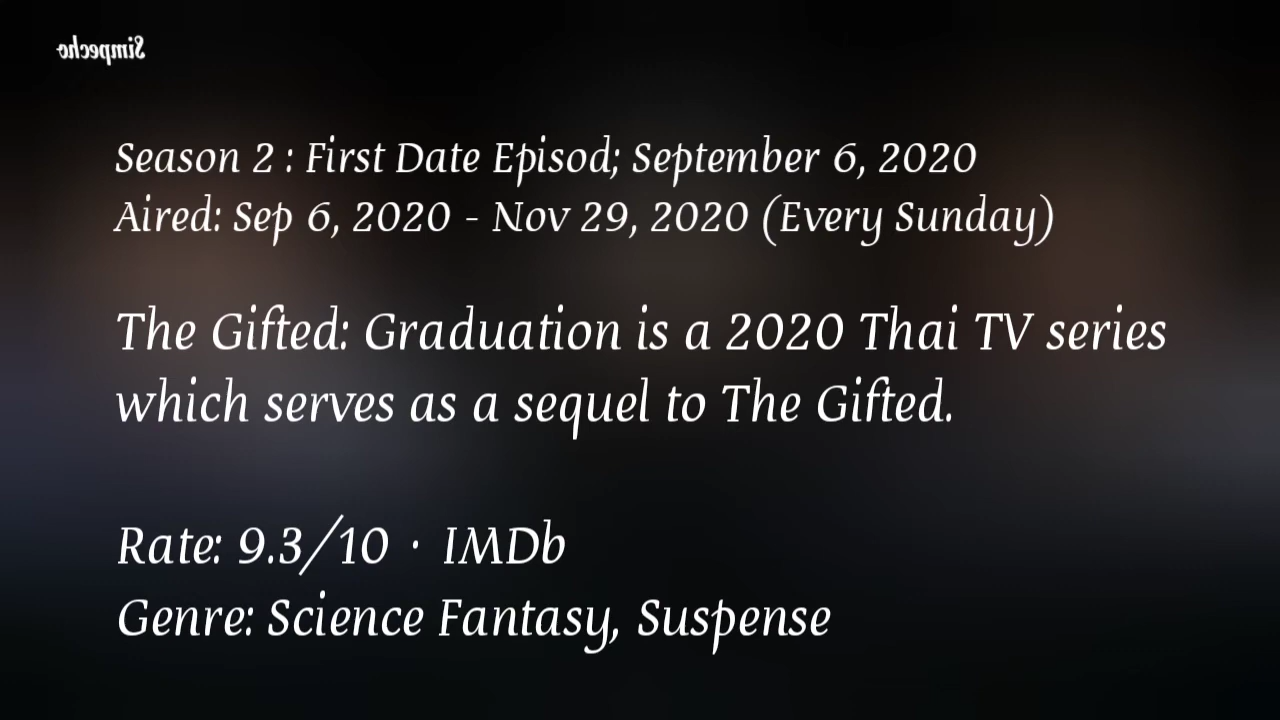 Simpecho
Season 2 : First Date Episod; September 6, 2020
Aired: Sep 6, 2020 - Nov 29, 2020 (Every Sunday)
The Gifted: Graduation is a 2020 Thai TV series
which serves as a sequel to The Gifted.
Rate: 9.3/10 · IMDb
Genre: Science Fantasy, Suspense